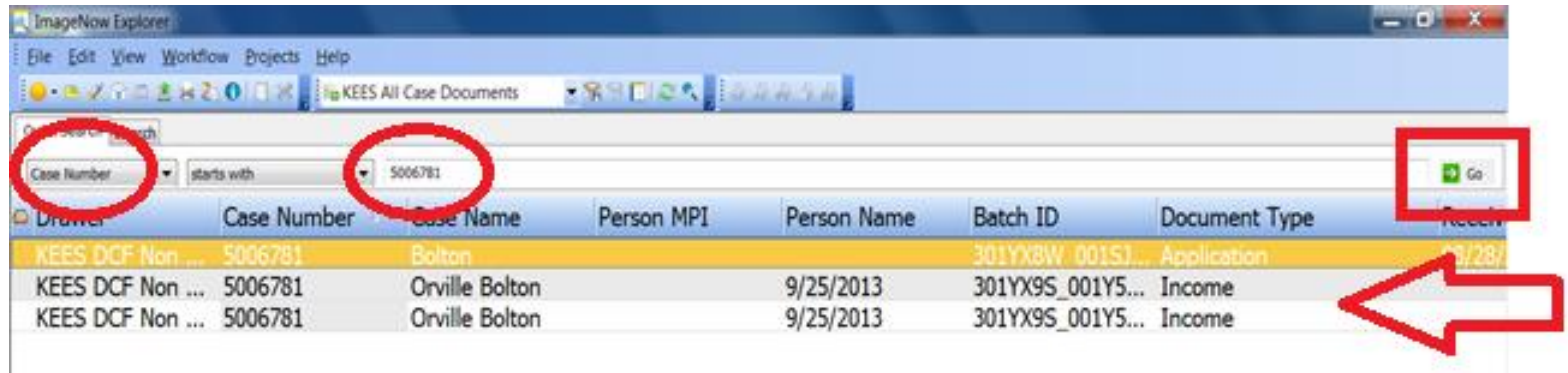 ImageNow Explorer
File Edit View Workflow Projects Help
KEES All Case Documents
Search
Case Number starts with 5006781 Go
Drawer Case Number Case Name Person MPI Person Name Batch ID Document Type
KEES DCF Non ... 5006781 Bolton 301YX8W_001SJ... Application 09/28/
KEES DCF Non ... 5006781 Orville Bolton 9/25/2013 301YX9S_001Y5... Income
KEES DCF Non ... 5006781 Orville Bolton 9/25/2013 301YX9S_001Y5... Income